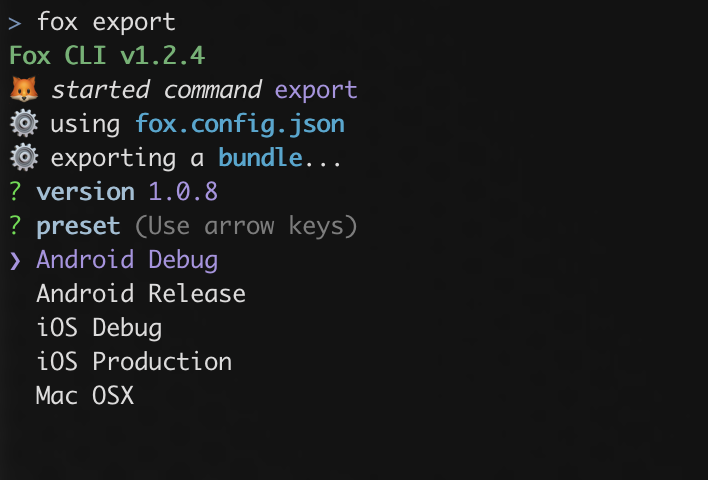 > fox export
Fox CLI v1.2.4
🦊 started command export
⚙️ using fox.config.json
⚙️ exporting a bundle...
? version 1.0.8
? preset (Use arrow keys)
❯ Android Debug
Android Release
iOS Debug
iOS Production
Mac OSX